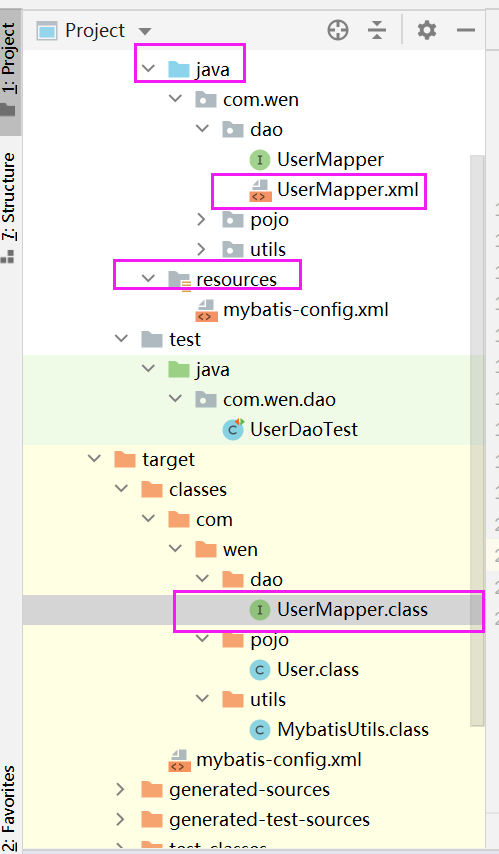 Project
1: Project
java
com.wen
dao
UserMapper
UserMapper.xml
7: Structure
pojo
utils
resources
mybatis-config.xml
test
java
com.wen.dao
UserDaoTest
target
classes
com
wen
dao
UserMapper.class
pojo
User.class
utils
MybatisUtils.class
mybatis-config.xml
2: Favorites
generated-sources
generated-test-sources
test-classes